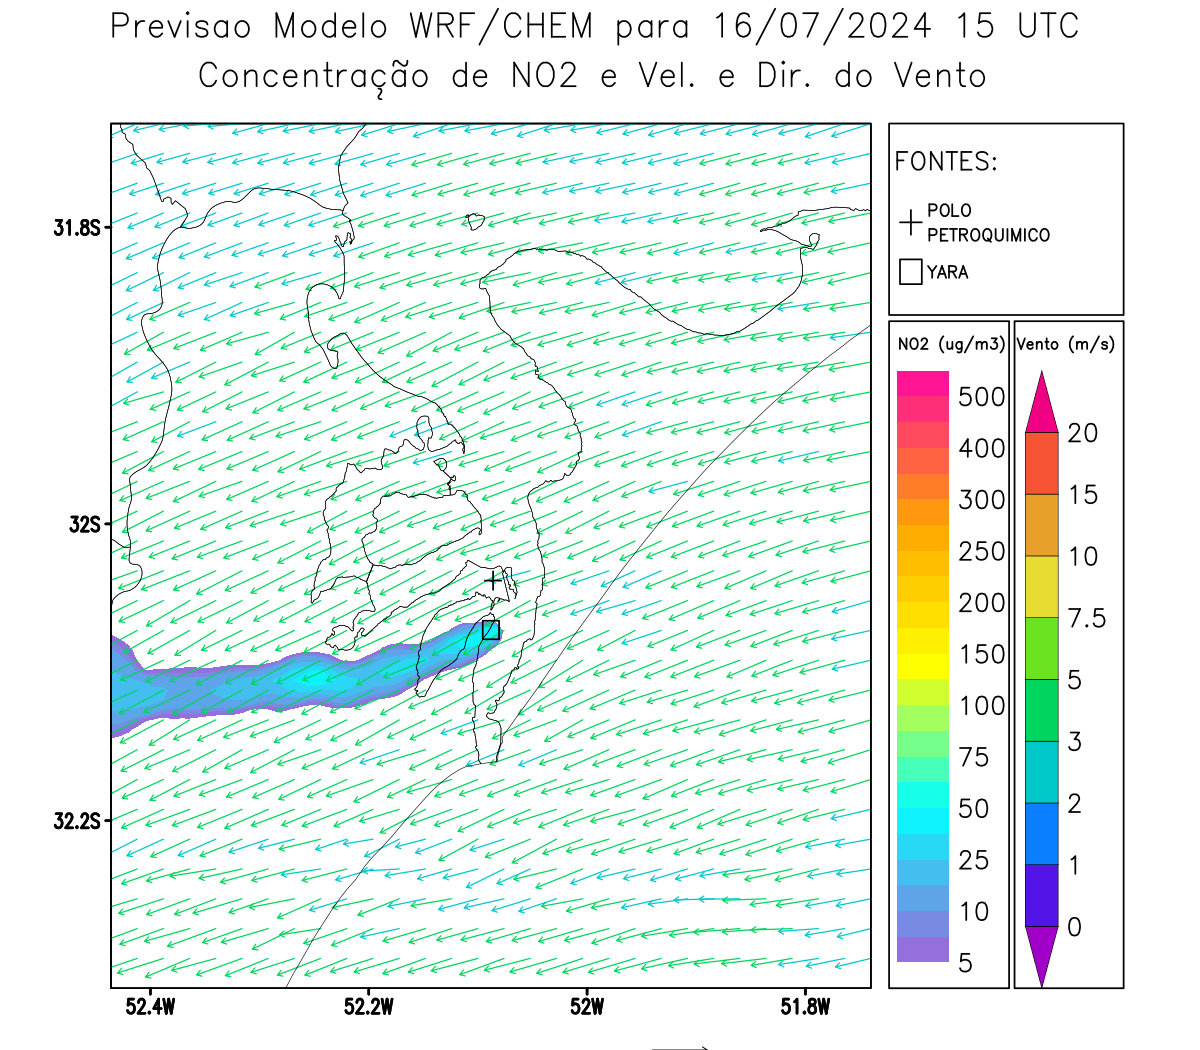 Previsao Modelo WRF/CHEM para 16/07/2024 15 UTC
Concentração de NO2 e Vel. e Dir. do Vento
FONTES:
POLO
PETROQUIMICO
YARA
NO2 (ug/m3)
500
400
300
250
200
150
100
75
50
25
10
5
Vento (m/s)
20
15
10
7.5
5
3
2
1
0
31.8S
32S
32.2S
52.4W
52.2W
52W
51.8W